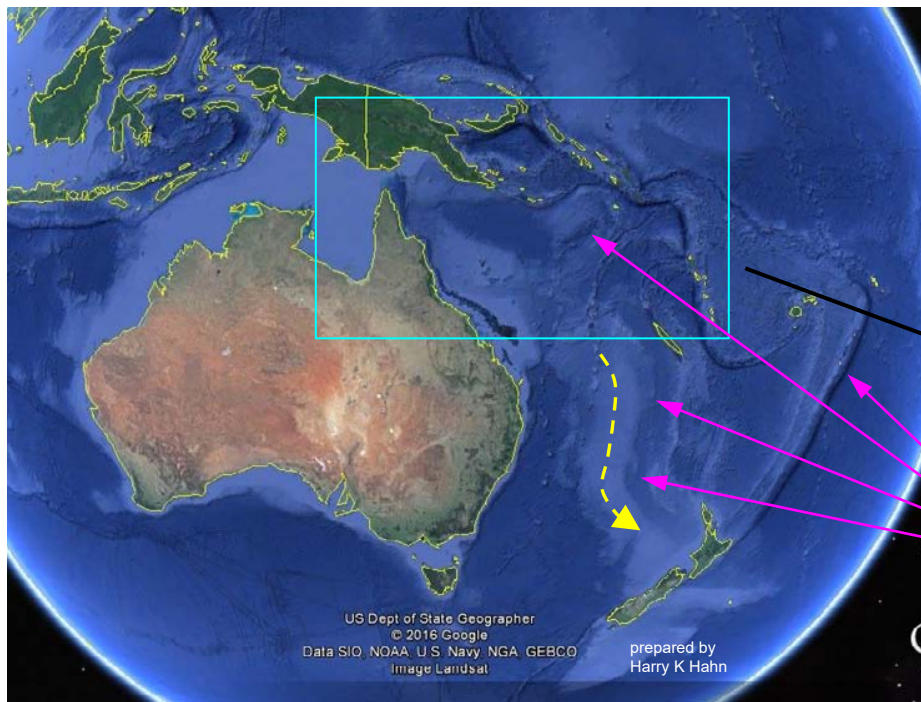 US Dept of State Geographer
© 2016 Google
Data SIO, NOAA, U.S. Navy, NGA, GEBCO
Image Landsat
prepared by
Harry K Hahn